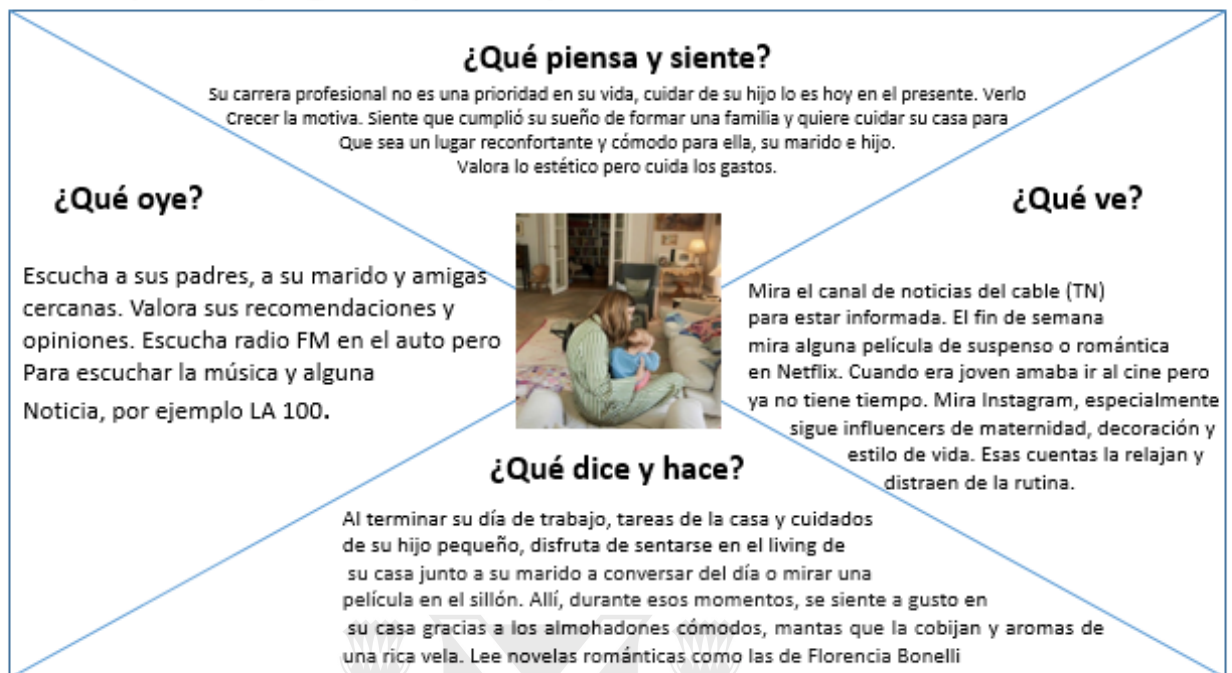 ¿Qué piensa y siente?
Su carrera profesional no es una prioridad en su vida, cuidar de su hijo lo es hoy en el presente. Verlo
Crecer la motiva. Siente que cumplió su sueño de formar una familia y quiere cuidar su casa para
Que sea un lugar reconfortante y cómodo para ella, su marido e hijo.
Valora lo estético pero cuida los gastos.
¿Qué oye?
Escucha a sus padres, a su marido y amigas
cercanas. Valora sus recomendaciones y
opiniones. Escucha radio FM en el auto pero
Para escuchar la música y alguna
Noticia, por ejemplo LA 100.
¿Qué ve?
Mira el canal de noticias del cable (TN)
para estar informada. El fin de semana
mira alguna película de suspenso o romántica
en Netflix. Cuando era joven amaba ir al cine pero
ya no tiene tiempo. Mira Instagram, especialmente
sigue influencers de maternidad, decoración y
estilo de vida. Esas cuentas la relajan y
distraen de la rutina.
¿Qué dice y hace?
Al terminar su día de trabajo, tareas de la casa y cuidados
de su hijo pequeño, disfruta de sentarse en el living de
su casa junto a su marido a conversar del día o mirar una
película en el sillón. Allí, durante esos momentos, se siente a gusto en
su casa gracias a los almohadones cómodos, mantas que la cobijan y aromas de
una rica vela. Lee novelas románticas como las de Florencia Bonelli